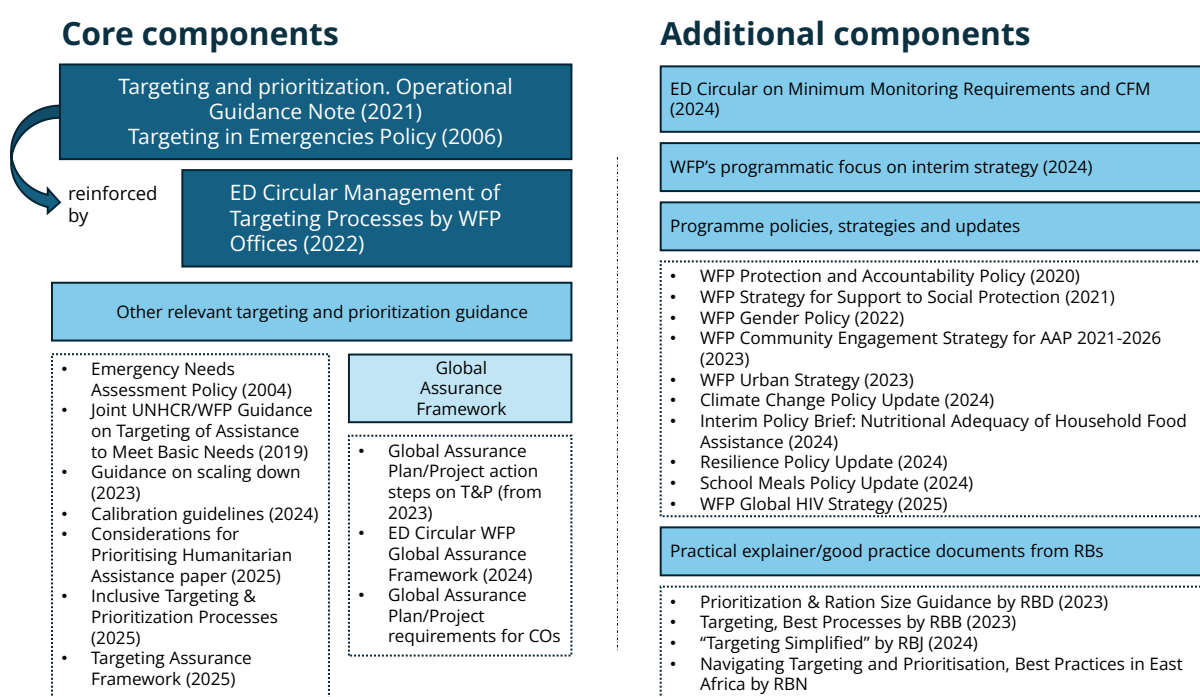 Core components
Targeting and prioritization. Operational
Guidance Note (2021)
Targeting in Emergencies Policy (2006)
reinforced
by
ED Circular Management of
Targeting Processes by WFP
Offices (2022)
Other relevant targeting and prioritization guidance
• Emergency Needs
Assessment Policy (2004)
• Joint UNHCR/WFP Guidance
on Targeting of Assistance
to Meet Basic Needs (2019)
• Guidance on scaling down
(2023)
• Calibration guidelines (2024)
• Considerations for
Prioritising Humanitarian
Assistance paper (2025)
• Inclusive Targeting &
Prioritization Processes
(2025)
• Targeting Assurance
Framework (2025)
Global
Assurance
Framework
• Global Assurance
Plan/Project action
steps on T&P (from
2023)
• ED Circular WFP
Global Assurance
Framework (2024)
• Global Assurance
Plan/Project
requirements for COs
Additional components
ED Circular on Minimum Monitoring Requirements and CFM
(2024)
WFP's programmatic focus on interim strategy (2024)
Programme policies, strategies and updates
• WFP Protection and Accountability Policy (2020)
• WFP Strategy for Support to Social Protection (2021)
• WFP Gender Policy (2022)
• WFP Community Engagement Strategy for AAP 2021-2026
(2023)
• WFP Urban Strategy (2023)
• Climate Change Policy Update (2024)
• Interim Policy Brief: Nutritional Adequacy of Household Food
Assistance (2024)
• Resilience Policy Update (2024)
• School Meals Policy Update (2024)
• WFP Global HIV Strategy (2025)
Practical explainer/good practice documents from RBs
• Prioritization & Ration Size Guidance by RBD (2023)
• Targeting, Best Processes by RBB (2023)
• "Targeting Simplified" by RBJ (2024)
• Navigating Targeting and Prioritisation, Best Practices in East
Africa by RBN